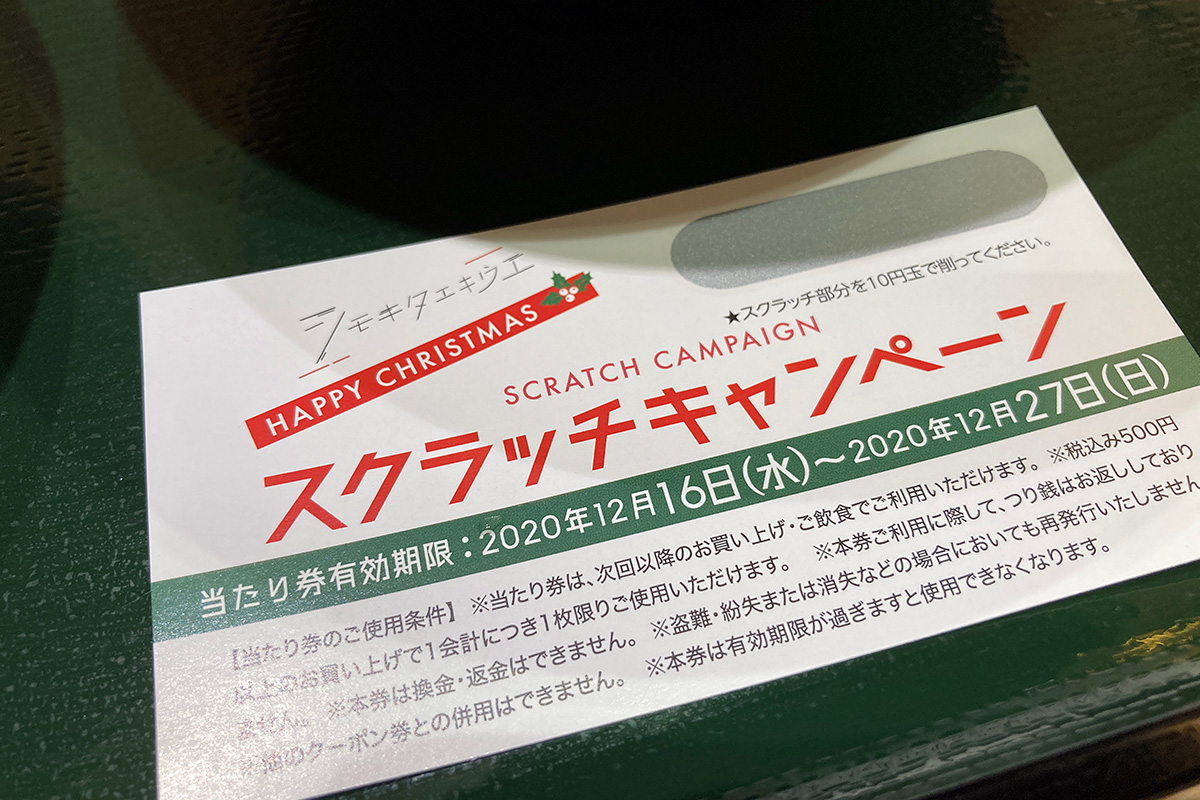 シモキタエキウエ
HAPPY CHRISTMAS
★スクラッチ部分を10円玉で削ってください。
SCRATCH CAMPAIGN
スクラッチキャンペーン
当たり券有効期限：2020年12月16日(水)～2020年12月27日(日)
【当たり券のご使用条件】 ※当たり券は、次回以降のお買い上げ・ご飲食でご利用いただけます。 ※税込み500円
以上のお買い上げで1会計につき1枚限りご使用いただけます。 ※本券ご利用に際して、つり銭はお返ししており
ません。 ※本券は換金・返金はできません。 ※盗難・紛失または消失などの場合においても再発行いたしません
※他のクーポン券との併用はできません。 ※本券は有効期限が過ぎますと使用できなくなります。